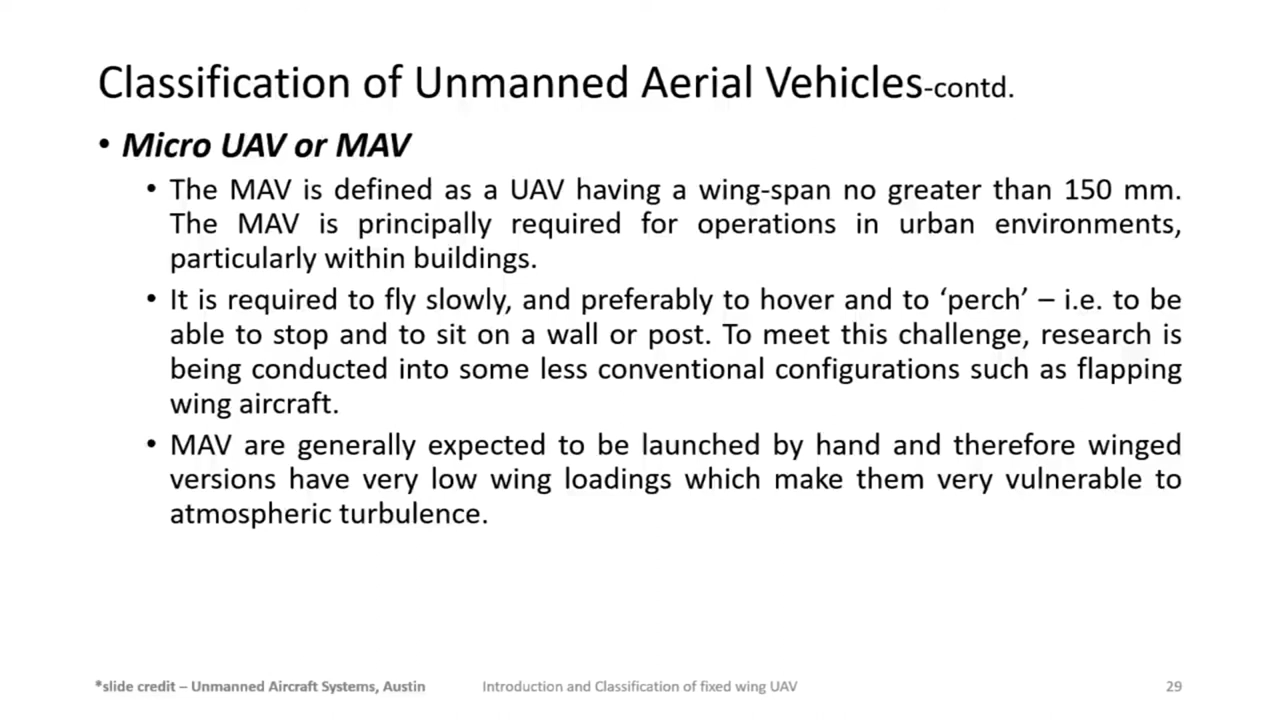 Classification of Unmanned Aerial Vehicles-contd.
• Micro UAV or MAV
• The MAV is defined as a UAV having a wing-span no greater than 150 mm.
The MAV is principally required for operations in urban environments,
particularly within buildings.
• It is required to fly slowly, and preferably to hover and to ‘perch’ – i.e. to be
able to stop and to sit on a wall or post. To meet this challenge, research is
being conducted into some less conventional configurations such as flapping
wing aircraft.
• MAV are generally expected to be launched by hand and therefore winged
versions have very low wing loadings which make them very vulnerable to
atmospheric turbulence.
*slide credit – Unmanned Aircraft Systems, Austin
Introduction and Classification of fixed wing UAV
29